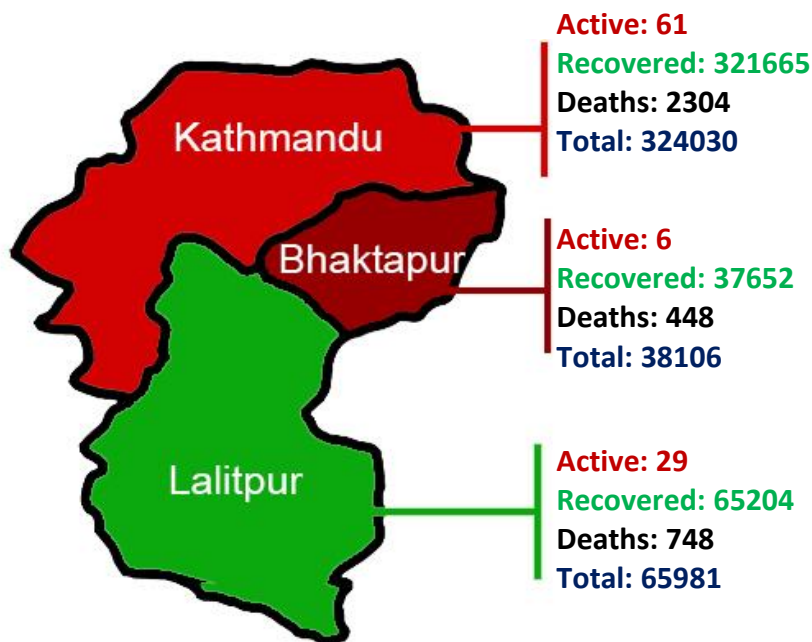 Kathmandu
Active: 61
Recovered: 321665
Deaths: 2304
Total: 324030
Bhaktapur
Active: 6
Recovered: 37652
Deaths: 448
Total: 38106
Lalitpur
Active: 29
Recovered: 65204
Deaths: 748
Total: 65981